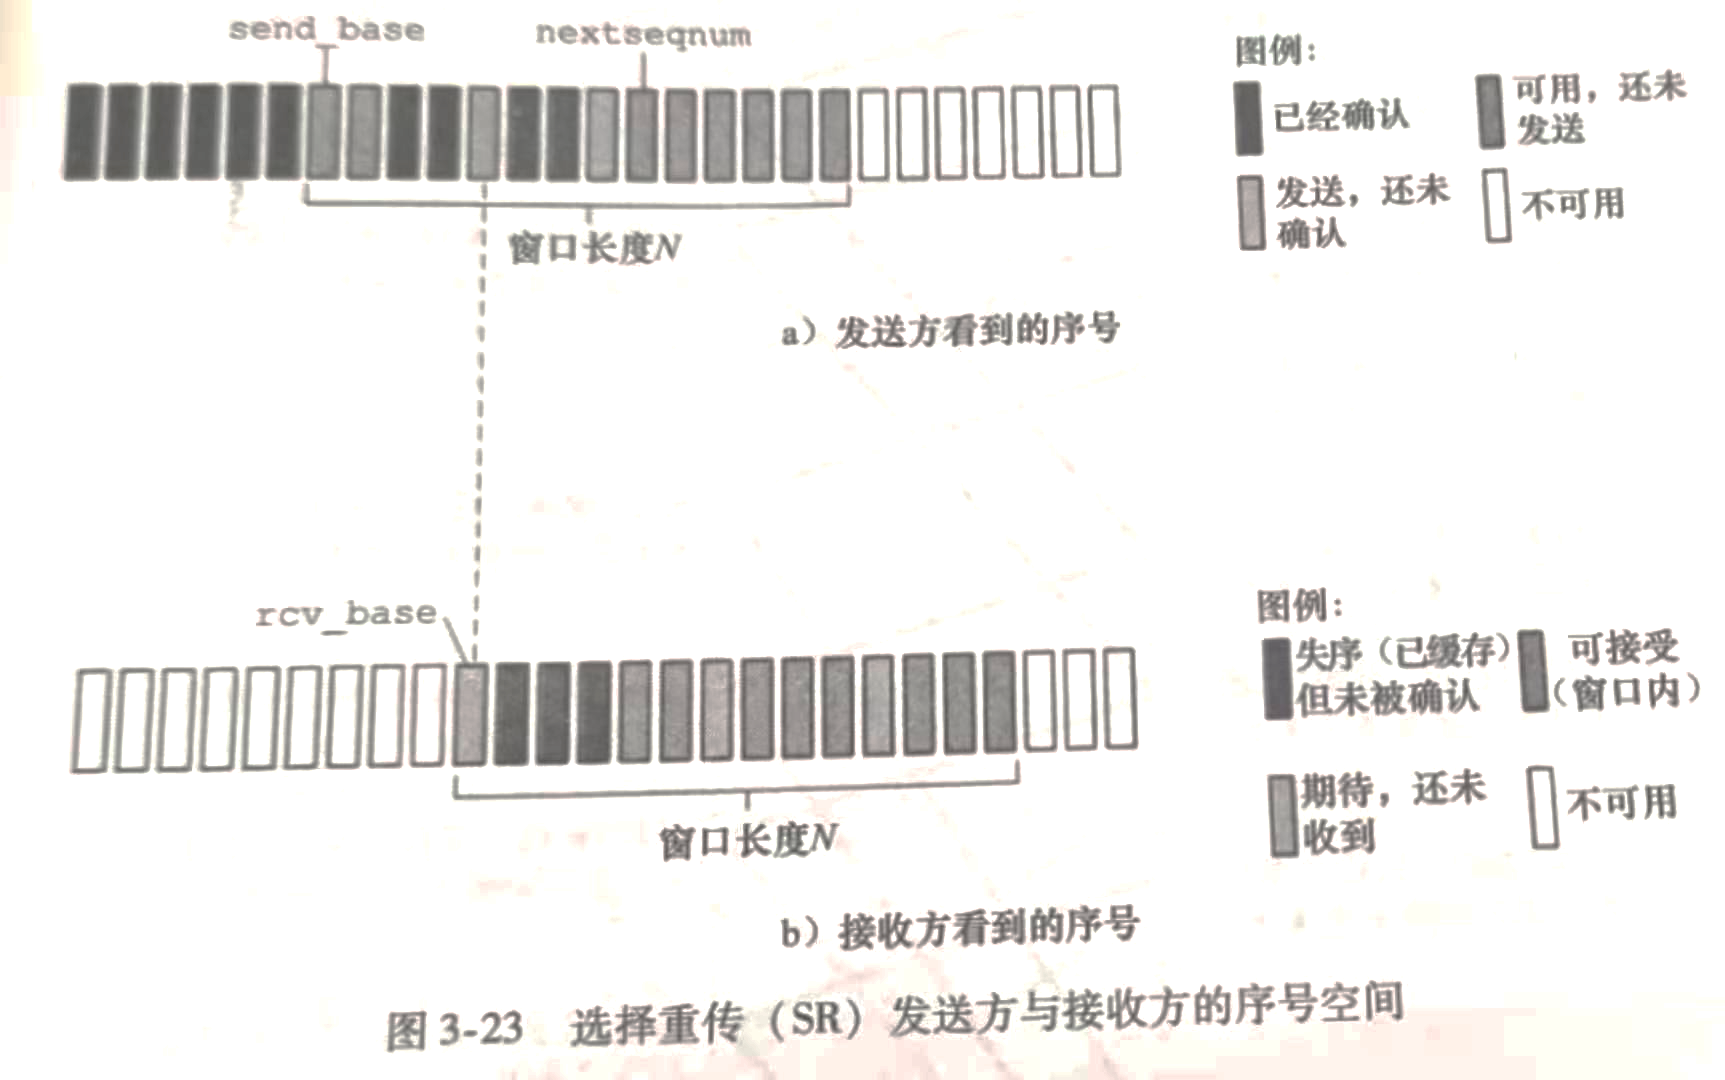 send_base
nextseqnum
窗口长度N
图例：
已经确认
可用，还未
发送
发送，还未
确认
不可用
a）发送方看到的序号
rcv_base
窗口长度N
图例：
失序（已缓存）
但未被确认
可接受
（窗口内）
期待，还未
收到
不可用
b）接收方看到的序号
图 3-23 选择重传（SR）发送方与接收方的序号空间